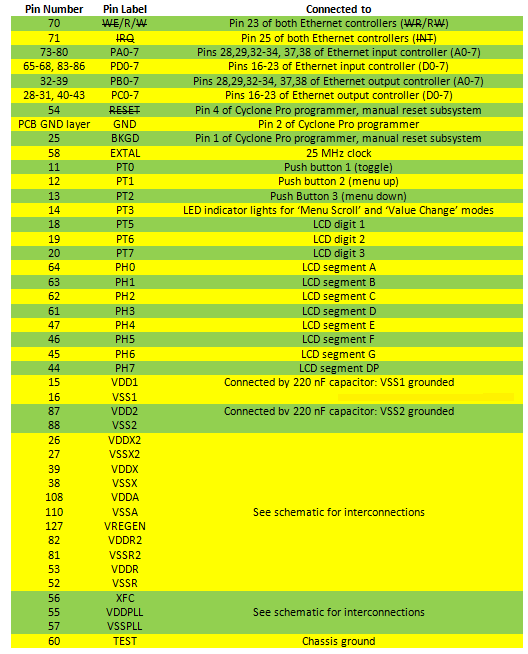 Pin Number Pin Label Connected to
70 WE/R/W Pin 23 of both Ethernet controllers (WR/RW)
71 IRQ Pin 25 of both Ethernet controllers (INT)
73-80 PA0-7 Pins 28,29,32-34, 37,38 of Ethernet input controller (A0-7)
65-68, 83-86 PD0-7 Pins 16-23 of Ethernet input controller (D0-7)
32-39 PB0-7 Pins 28,29,32-34, 37,38 of Ethernet output controller (A0-7)
28-31, 40-43 PC0-7 Pins 16-23 of Ethernet output controller (D0-7)
54 RESET Pin 4 of Cyclone Pro programmer, manual reset subsystem
PCB GND layer GND Pin 2 of Cyclone Pro programmer
25 BKGD Pin 1 of Cyclone Pro programmer, manual reset subsystem
58 EXTAL 25 MHz clock
11 PT0 Push button 1 (toggle)
12 PT1 Push button 2 (menu up)
13 PT2 Push Button 3 (menu down)
14 PT3 LED indicator lights for ‘Menu Scroll’ and ‘Value Change’ modes
18 PT5 LCD digit 1
19 PT6 LCD digit 2
20 PT7 LCD digit 3
64 PH0 LCD segment A
63 PH1 LCD segment B
62 PH2 LCD segment C
61 PH3 LCD segment D
47 PH4 LCD segment E
46 PH5 LCD segment F
45 PH6 LCD segment G
44 PH7 LCD segment DP
15 VDD1 Connected by 220 nF capacitor: VSS1 grounded
16 VSS1
87 VDD2 Connected by 220 nF capacitor: VSS2 grounded
88 VSS2
26 VDDX2
27 VSSX2
39 VDDX
38 VSSX
108 VDDA
110 VSSA See schematic for interconnections
127 VREGEN
82 VDDR2
81 VSSR2
53 VDDR
52 VSSR
56 XFC
55 VDDPLL See schematic for interconnections
57 VSSPLL
60 TEST Chassis ground